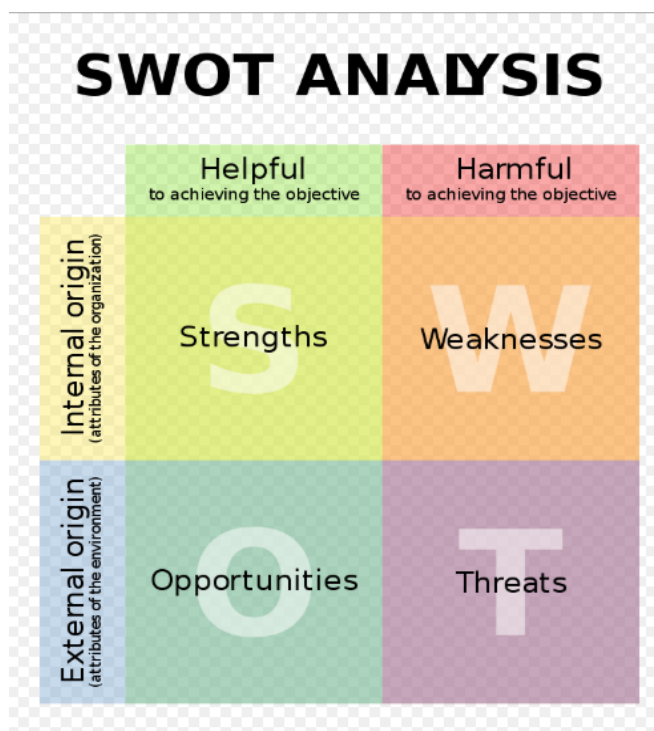 SWOT ANALYSIS
Helpful
to achieving the objective
Harmful
to achieving the objective
Internal origin
(attributes of the organization)
S
Strengths
W
Weaknesses
External origin
(attributes of the environment)
O
Opportunities
T
Threats